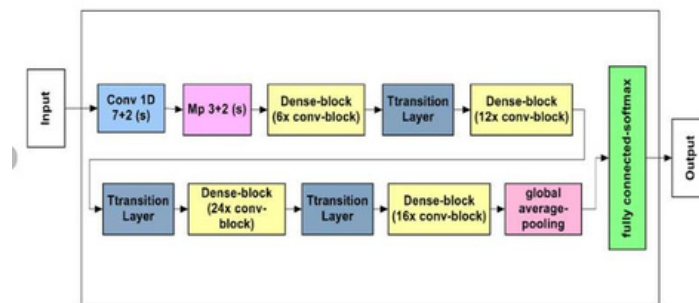 Input
Conv 1D
7+2 (s)
Mp 3+2 (s)
Dense-block
(6x conv-block)
Ttransition
Layer
Dense-block
(12x conv-block)
Ttransition
Layer
Dense-block
(24x conv-
block)
Ttransition
Layer
Dense-block
(16x conv-block)
global
average-
pooling
fully connected-softmax
Output